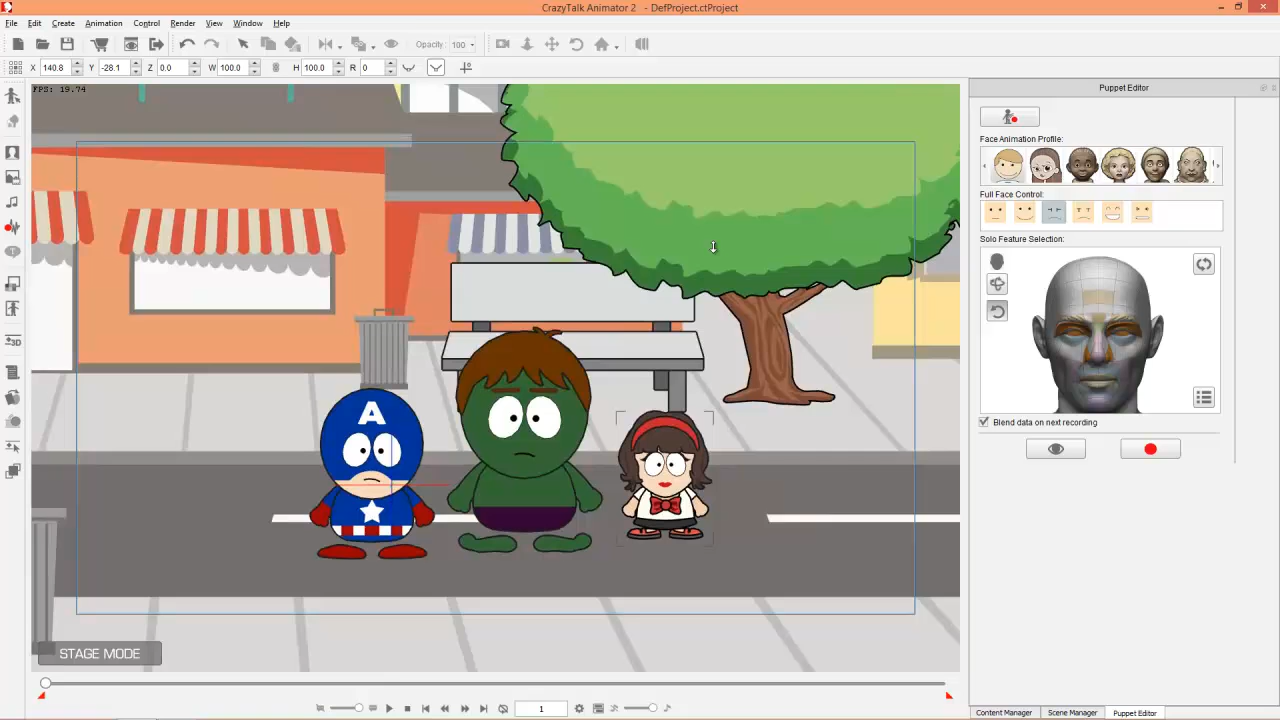 CrazyTalk Animator 2 - DefProject.ctProject
File Edit Create Animation Control Render View Window Help
Opacity: 100
X 140.8 Y -28.1 Z 0.0 W 100.0 H 100.0 R 0
FPS: 19.74
A
STAGE MODE
1
Puppet Editor
Face Animation Profile:
Full Face Control:
Solo Feature Selection:
Blend data on next recording
Content Manager Scene Manager Puppet Editor